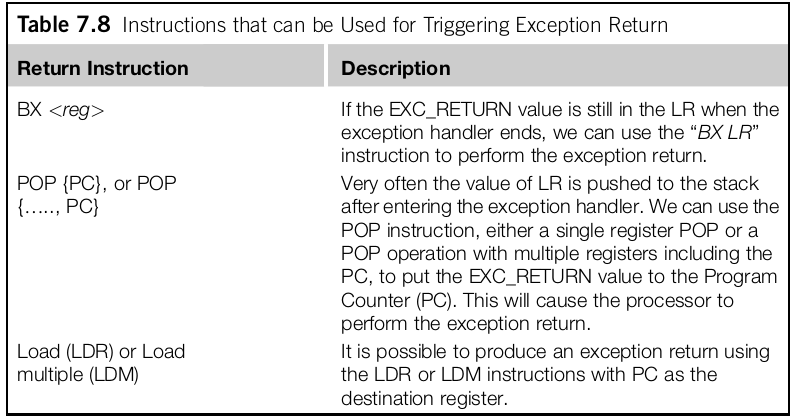 Table 7.8 Instructions that can be Used for Triggering Exception Return
Return Instruction
Description
BX <reg>
If the EXC_RETURN value is still in the LR when the
exception handler ends, we can use the “BX LR”
instruction to perform the exception return.
POP {PC}, or POP
{….., PC}
Very often the value of LR is pushed to the stack
after entering the exception handler. We can use the
POP instruction, either a single register POP or a
POP operation with multiple registers including the
PC, to put the EXC_RETURN value to the Program
Counter (PC). This will cause the processor to
perform the exception return.
Load (LDR) or Load
multiple (LDM)
It is possible to produce an exception return using
the LDR or LDM instructions with PC as the
destination register.